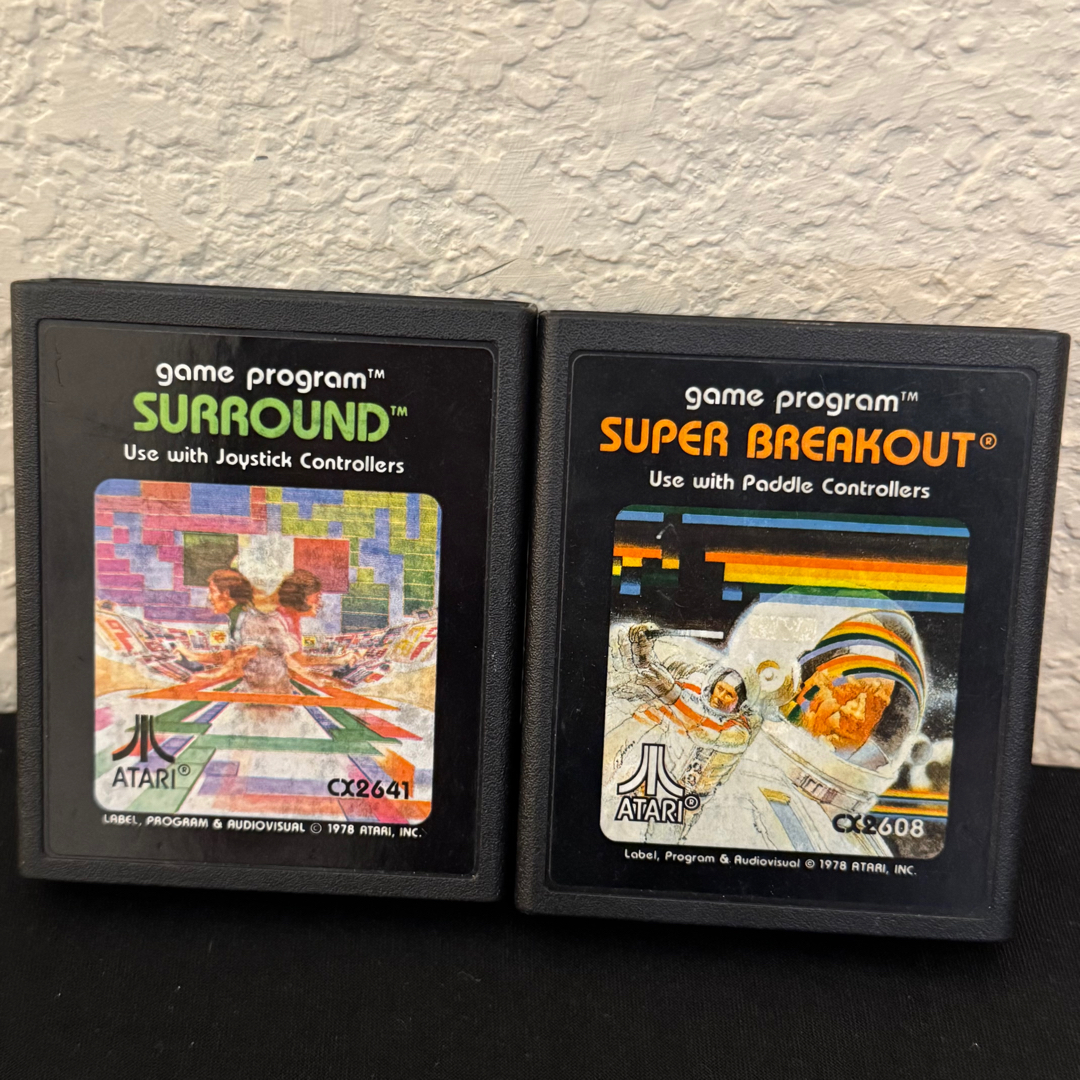 game program™
SURROUND™
Use with Joystick Controllers
ATARI®
CX2641
LABEL, PROGRAM & AUDIOVISUAL © 1978 ATARI, INC.
game program™
SUPER BREAKOUT®
Use with Paddle Controllers
ATARI®
CX2608
Label, Program & Audiovisual © 1978 ATARI, INC.